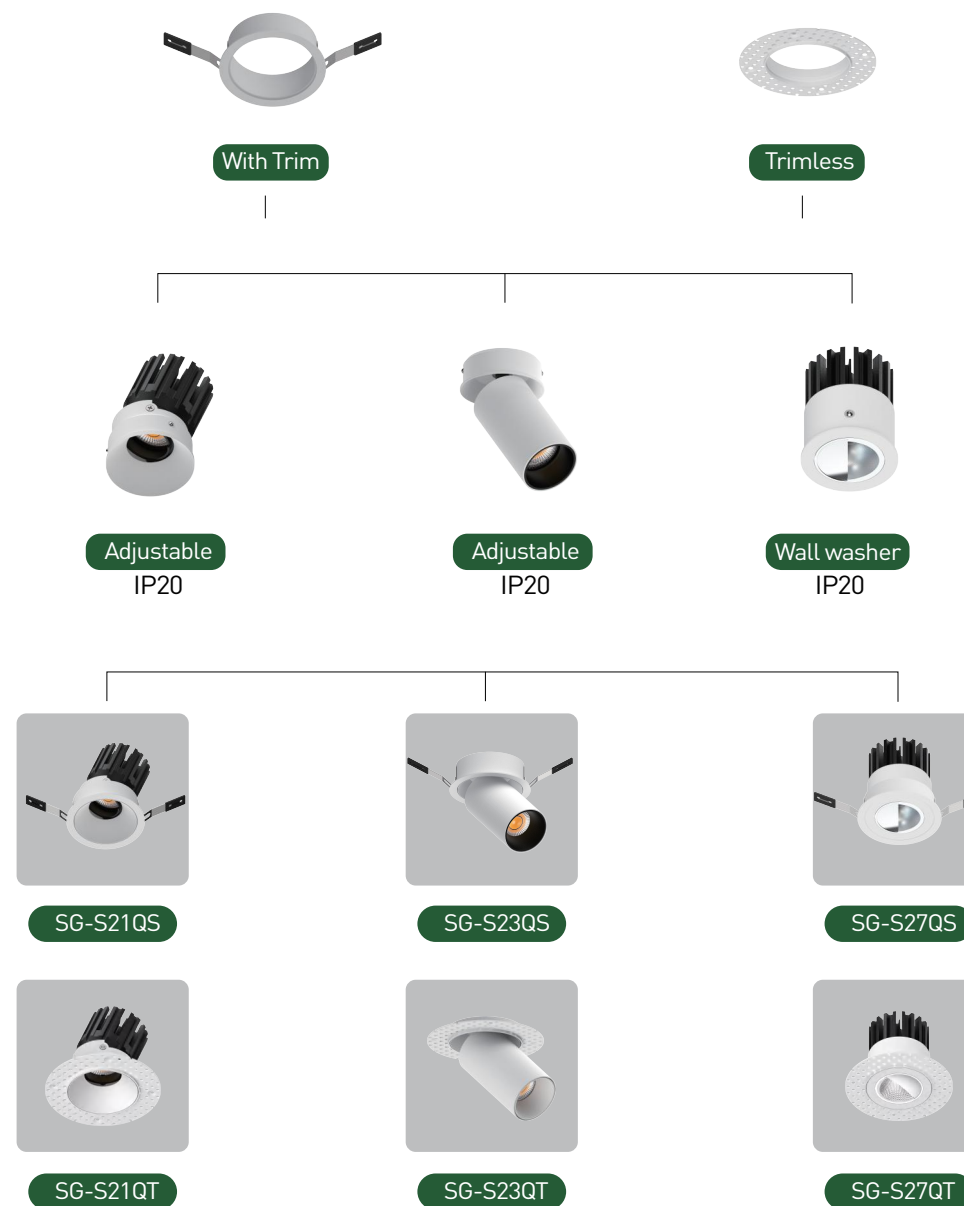 With Trim
Trimless
Adjustable
IP20
Adjustable
IP20
Wall washer
IP20
SG-S21QS
SG-S23QS
SG-S27QS
SG-S21QT
SG-S23QT
SG-S27QT